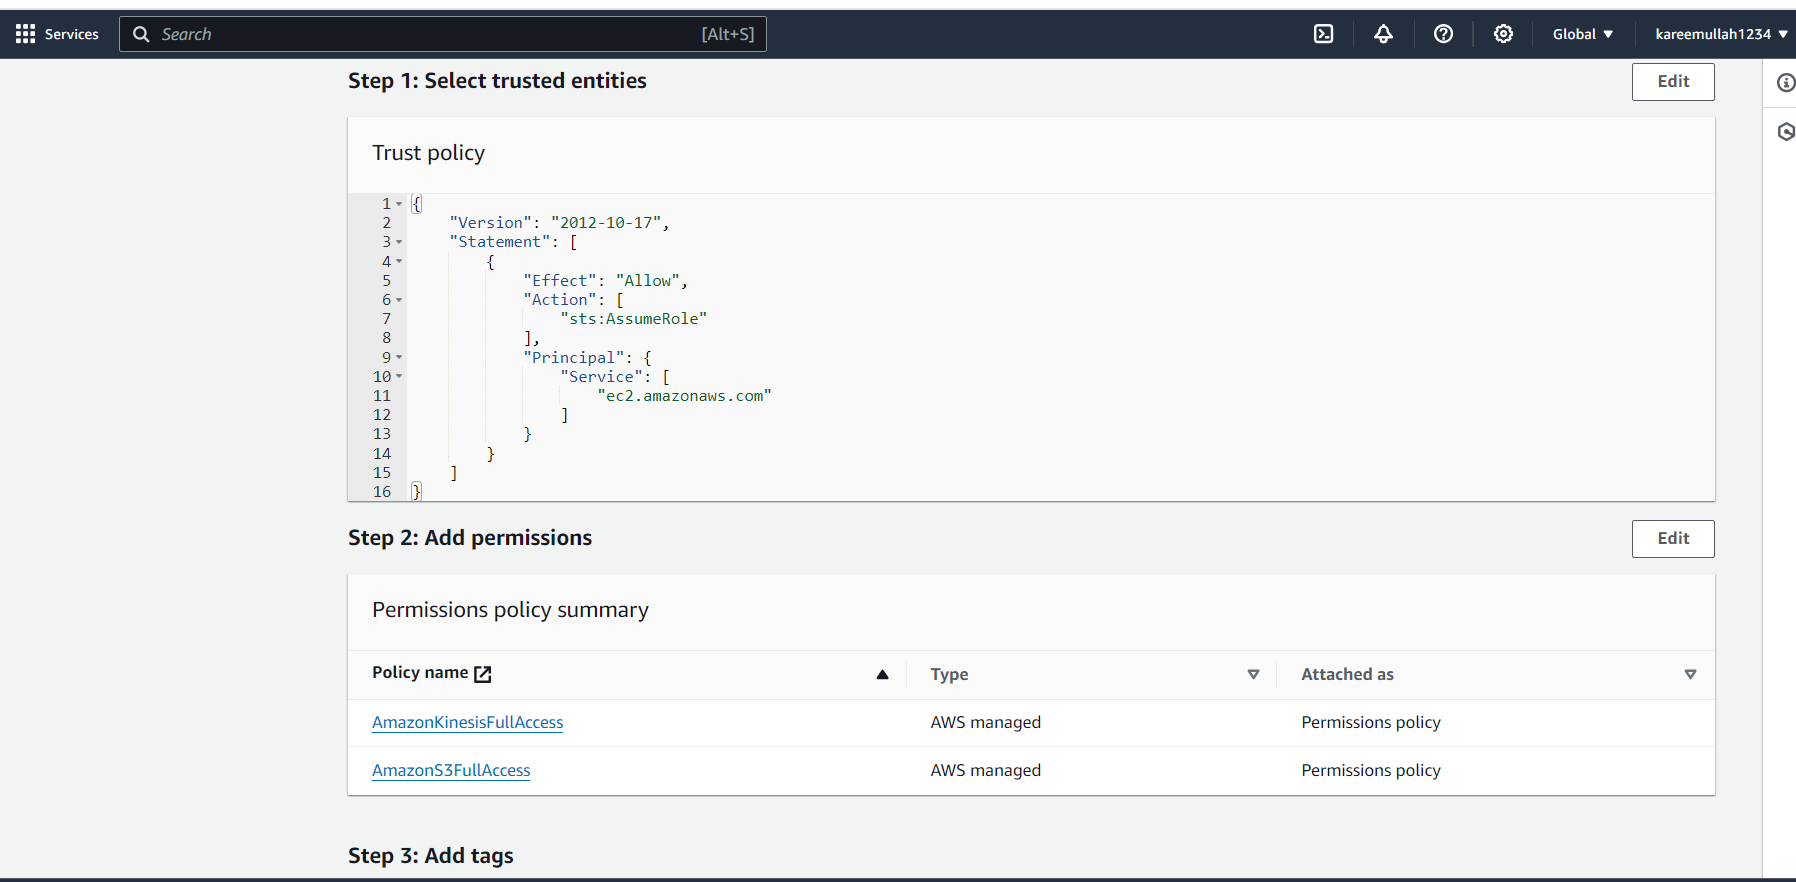 Services
Search
[Alt+S]
Global
kareemullah1234
Step 1: Select trusted entities
Edit
Trust policy
1 {
2 "Version": "2012-10-17",
3 "Statement": [
4 {
5 "Effect": "Allow",
6 "Action": [
7 "sts:AssumeRole"
8 ],
9 "Principal": {
10 "Service": [
11 "ec2.amazonaws.com"
12 ]
13 }
14 }
15 ]
16 }
Step 2: Add permissions
Edit
Permissions policy summary
Policy name Type Attached as
AmazonKinesisFullAccess AWS managed Permissions policy
AmazonS3FullAccess AWS managed Permissions policy
Step 3: Add tags